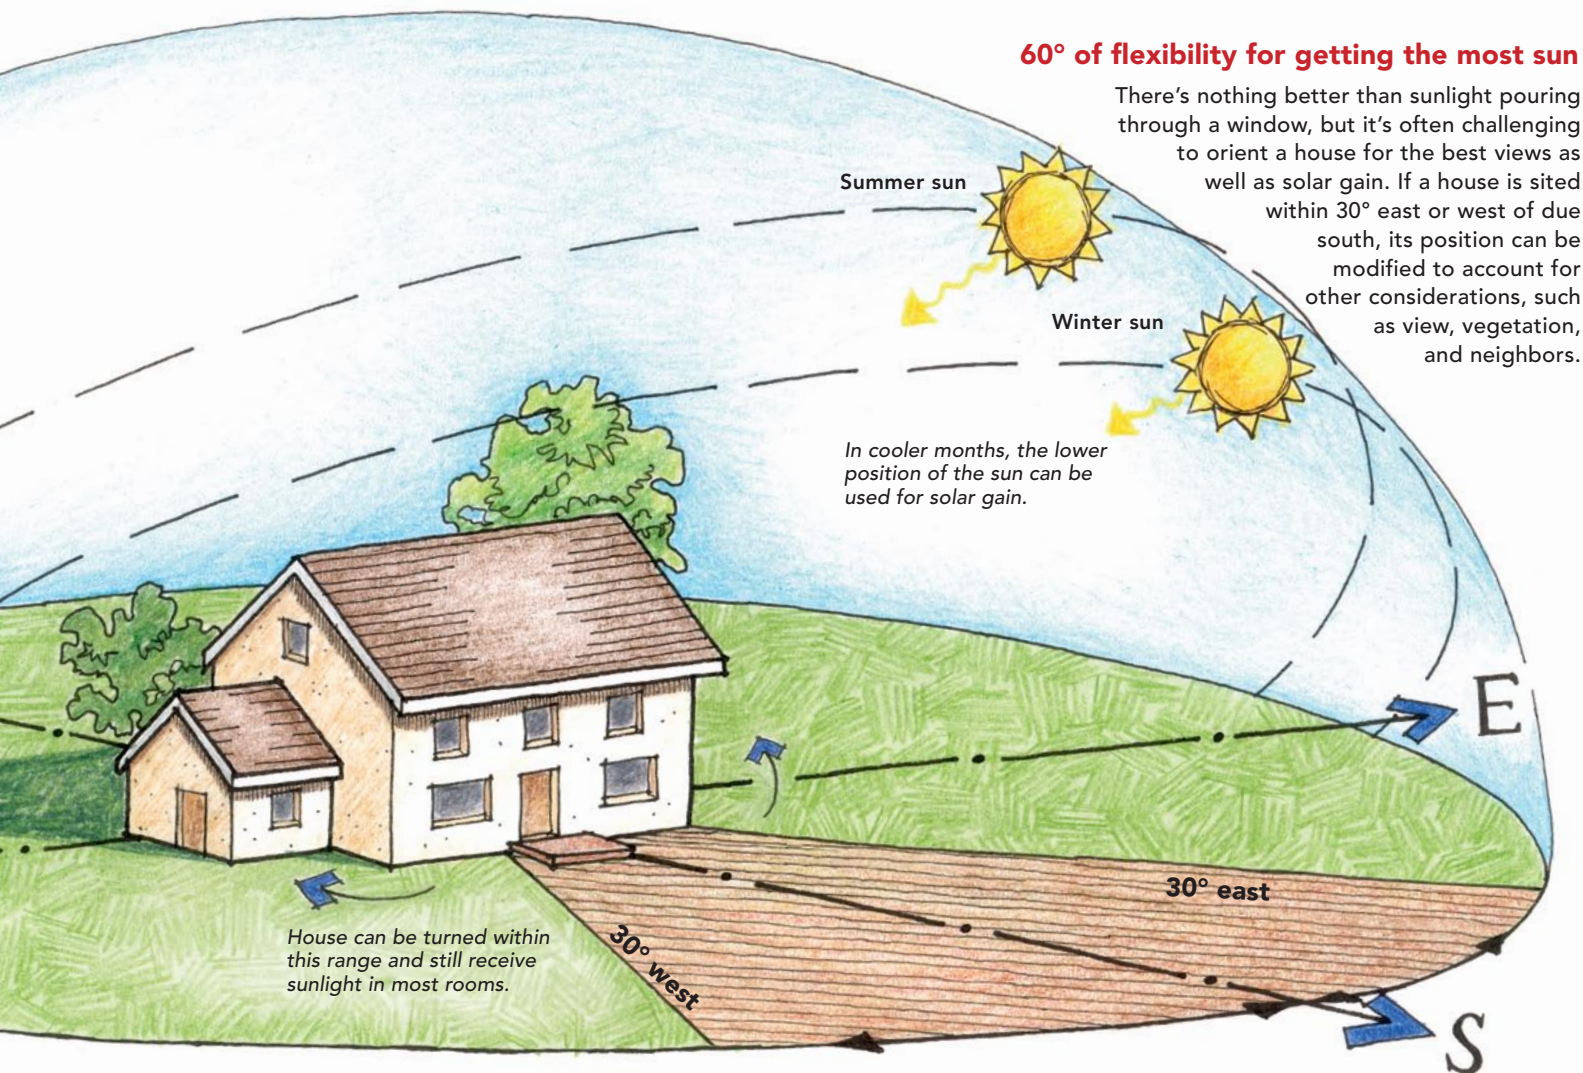 60° of flexibility for getting the most sun
There's nothing better than sunlight pouring
through a window, but it's often challenging
to orient a house for the best views as
well as solar gain. If a house is sited
within 30° east or west of due
south, its position can be
modified to account for
other considerations, such
as view, vegetation,
and neighbors.
Summer sun
Winter sun
In cooler months, the lower
position of the sun can be
used for solar gain.
E
30° east
30° west
House can be turned within
this range and still receive
sunlight in most rooms.
S